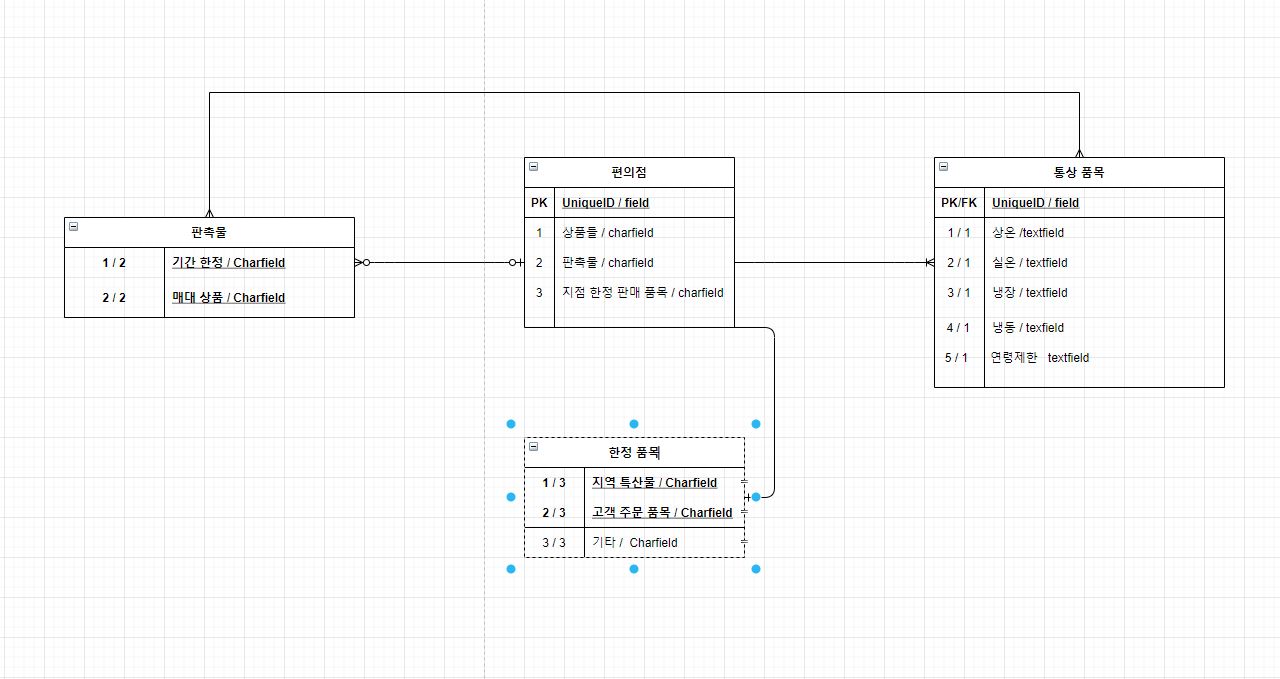 편의점
PK UniqueID / field
1 상품들 / charfield
2 판촉물 / charfield
3 지점 한정 판매 품목 / charfield
통상 품목
PK/FK UniqueID / field
1 / 1 상온 /textfield
2 / 1 실온 / textfield
3 / 1 냉장 / textfield
4 / 1 냉동 / texfield
5 / 1 연령제한 textfield
판촉물
1 / 2 기간 한정 / Charfield
2 / 2 매대 상품 / Charfield
한정 품목
1 / 3 지역 특산물 / Charfield
2 / 3 고객 주문 품목 / Charfield
3 / 3 기타 / Charfield